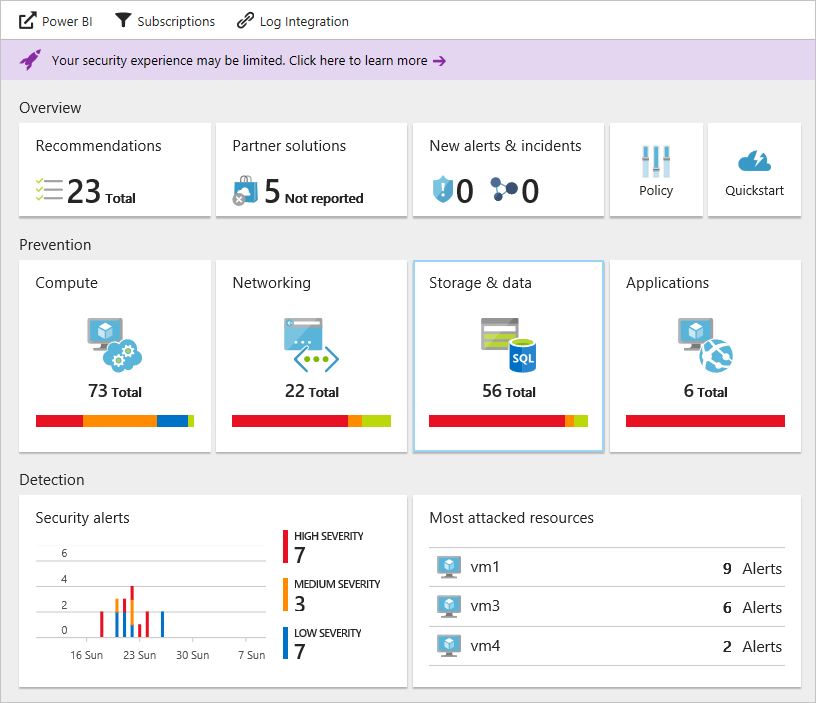 Power BI Subscriptions Log Integration
Your security experience may be limited. Click here to learn more →
Overview
Recommendations
23 Total
Partner solutions
5 Not reported
New alerts & incidents
0 0
Policy
Quickstart
Prevention
Compute
73 Total
Networking
22 Total
Storage & data
SQL
56 Total
Applications
6 Total
Detection
Security alerts
6
4
2
0
16 Sun 23 Sun 30 Sun 7 Sun
HIGH SEVERITY
7
MEDIUM SEVERITY
3
LOW SEVERITY
7
Most attacked resources
vm1 9 Alerts
vm3 6 Alerts
vm4 2 Alerts